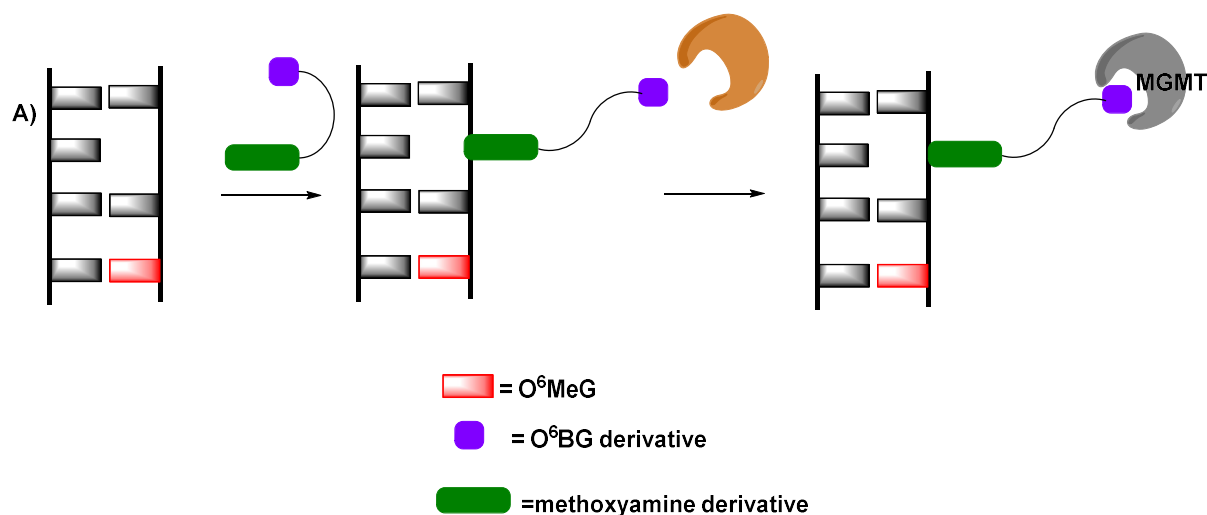 A)
MGMT
= O⁶MeG
= O⁶BG derivative
=methoxyamine derivative